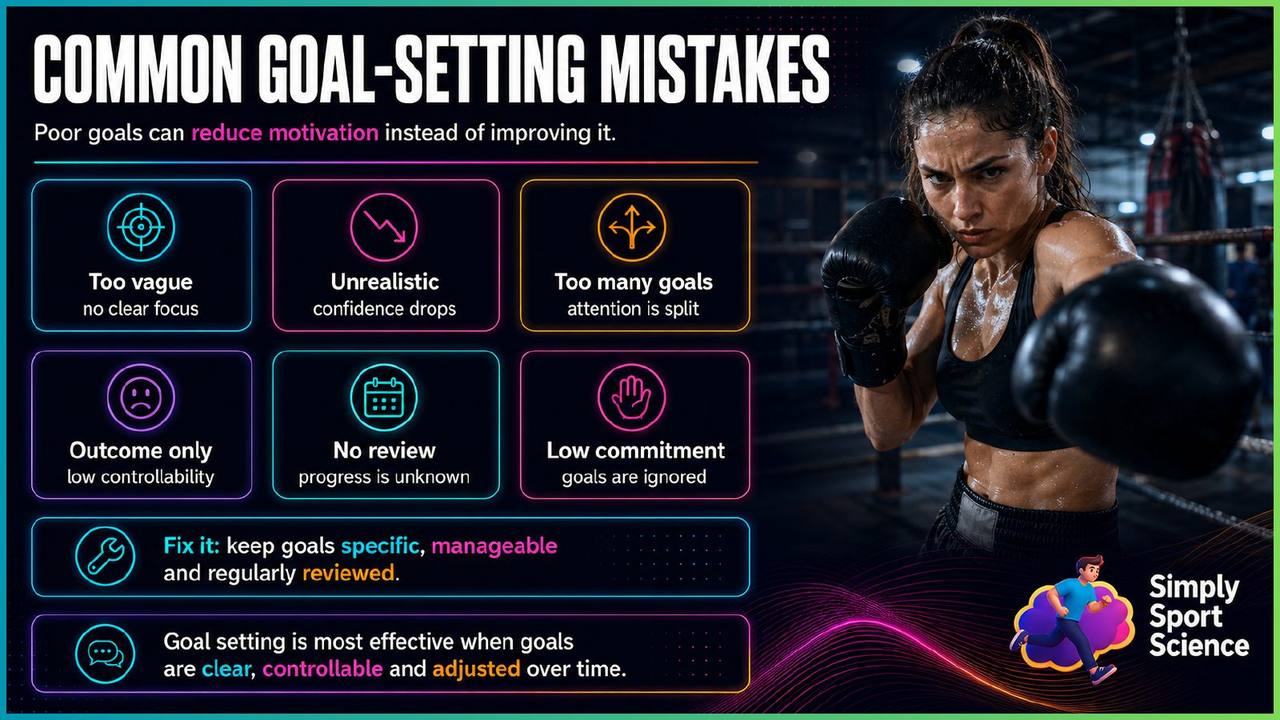 COMMON GOAL-SETTING MISTAKES
Poor goals can reduce motivation instead of improving it.
Too vague
no clear focus
Unrealistic
confidence drops
Too many goals
attention is split
Outcome only
low controllability
No review
progress is unknown
Low commitment
goals are ignored
Fix it: keep goals specific, manageable
and regularly reviewed.
Goal setting is most effective when goals
are clear, controllable and adjusted over time.
Simply
Sport
Science